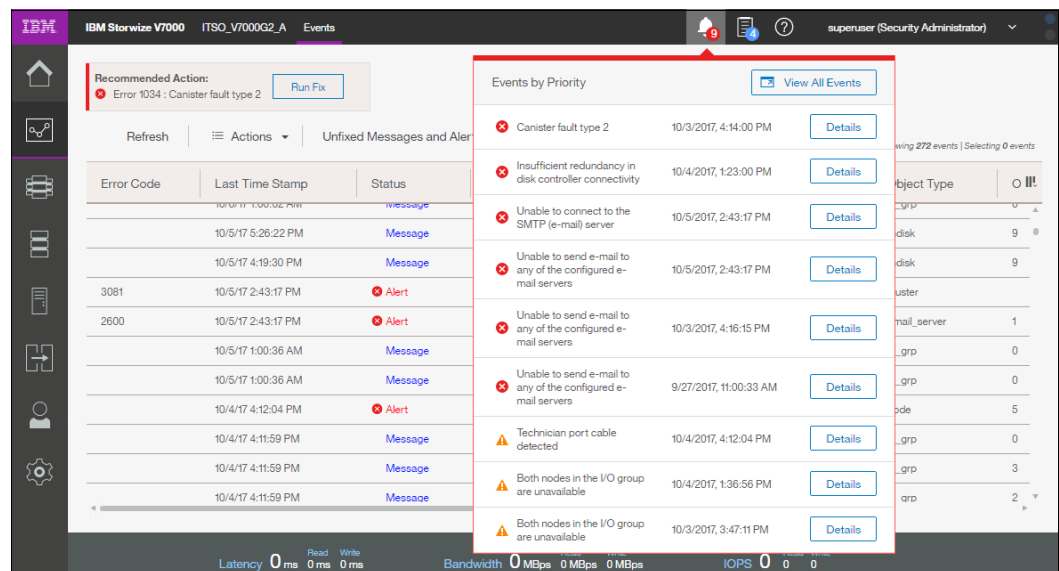 IBM
IBM Storwize V7000 ITSO_V7000G2_A Events
9
4
superuser (Security Administrator)
Recommended Action:
Error 1034 : Canister fault type 2
Run Fix
Refresh
Actions
Unfixed Messages and Aler
wing 272 events | Selecting 0 events
Error Code Last Time Stamp Status
bject Type O
10/5/17 5:26:22 PM Message disk 9
10/5/17 4:19:30 PM Message disk 9
3081 10/5/17 2:43:17 PM Alert uster
2600 10/5/17 2:43:17 PM Alert mail_server 1
10/5/17 1:00:36 AM Message _grp 0
10/5/17 1:00:36 AM Message _grp 0
10/4/17 4:12:04 PM Alert ode 5
10/4/17 4:11:59 PM Message _grp 0
10/4/17 4:11:59 PM Message _grp 3
10/4/17 4:11:59 PM Message grp 2
Events by Priority
View All Events
Canister fault type 2 10/3/2017, 4:14:00 PM Details
Insufficient redundancy in
disk controller connectivity
10/4/2017, 1:23:00 PM Details
Unable to connect to the
SMTP (e-mail) server
10/5/2017, 2:43:17 PM Details
Unable to send e-mail to
any of the configured e-
mail servers
10/5/2017, 2:43:17 PM Details
Unable to send e-mail to
any of the configured e-
mail servers
10/3/2017, 4:16:15 PM Details
Unable to send e-mail to
any of the configured e-
mail servers
9/27/2017, 11:00:33 AM Details
Technician port cable
detected
10/4/2017, 4:12:04 PM Details
Both nodes in the I/O group
are unavailable
10/4/2017, 1:36:56 PM Details
Both nodes in the I/O group
are unavailable
10/3/2017, 3:47:11 PM Details
Read Write
Latency 0 ms 0 ms 0 ms
Bandwidth 0 MBps 0 MBps 0 MBps
IOPS 0 0 0